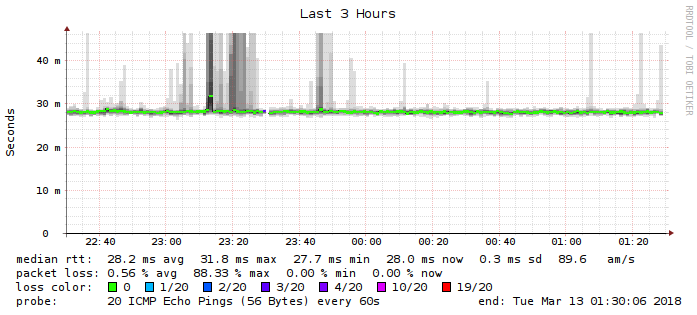 Last 3 Hours
RRDTOOL / TOBI OETIKER
Seconds
40 m
30 m
20 m
10 m
0
22:40 23:00 23:20 23:40 00:00 00:20 00:40 01:00 01:20
median rtt: 28.2 ms avg 31.8 ms max 27.7 ms min 28.0 ms now 0.3 ms sd 89.6 am/s
packet loss: 0.56 % avg 88.33 % max 0.00 % min 0.00 % now
loss color: 0 1/20 2/20 3/20 4/20 10/20 19/20
probe: 20 ICMP Echo Pings (56 Bytes) every 60s end: Tue Mar 13 01:30:06 2018